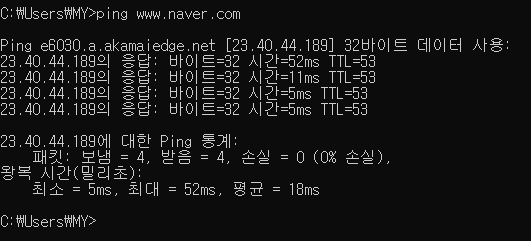 C:₩Users₩MY>ping www.naver.com
Ping e6030.a.akamaiedge.net [23.40.44.189] 32바이트 데이터 사용:
23.40.44.189의 응답: 바이트=32 시간=52ms TTL=53
23.40.44.189의 응답: 바이트=32 시간=11ms TTL=53
23.40.44.189의 응답: 바이트=32 시간=5ms TTL=53
23.40.44.189의 응답: 바이트=32 시간=5ms TTL=53
23.40.44.189에 대한 Ping 통계:
패킷: 보냄 = 4, 받음 = 4, 손실 = 0 (0% 손실),
왕복 시간(밀리초):
최소 = 5ms, 최대 = 52ms, 평균 = 18ms
C:₩Users₩MY>